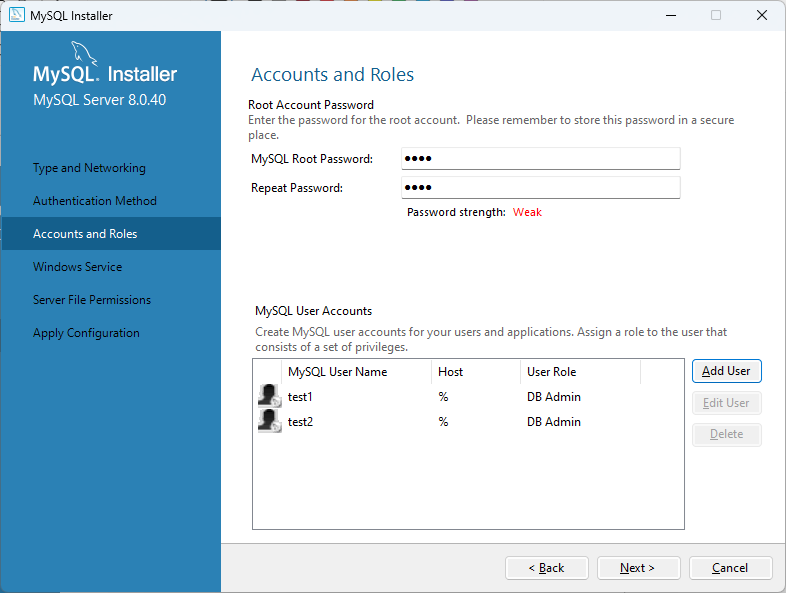 MySQL Installer
MySQL. Installer
MySQL Server 8.0.40
Type and Networking
Authentication Method
Accounts and Roles
Windows Service
Server File Permissions
Apply Configuration
Accounts and Roles
Root Account Password
Enter the password for the root account.  Please remember to store this password in a secure
place.
MySQL Root Password: ●●●●
Repeat Password: ●●●●
Password strength: Weak
MySQL User Accounts
Create MySQL user accounts for your users and applications. Assign a role to the user that
consists of a set of privileges.
MySQL User Name Host User Role
test1 % DB Admin
test2 % DB Admin
Add User
Edit User
Delete
< Back Next > Cancel